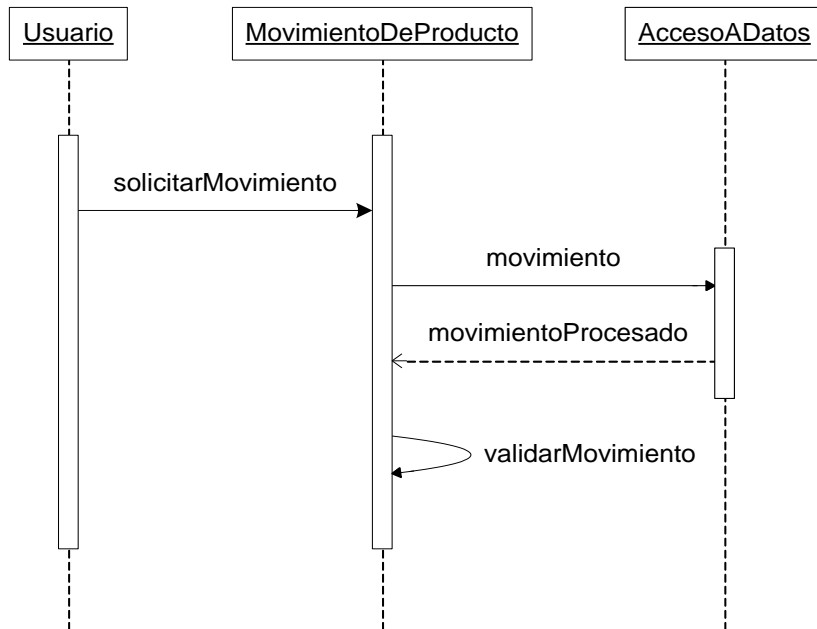 Usuario
MovimientoDeProducto
AccesoADatos
solicitarMovimiento
movimiento
movimientoProcesado
validarMovimiento